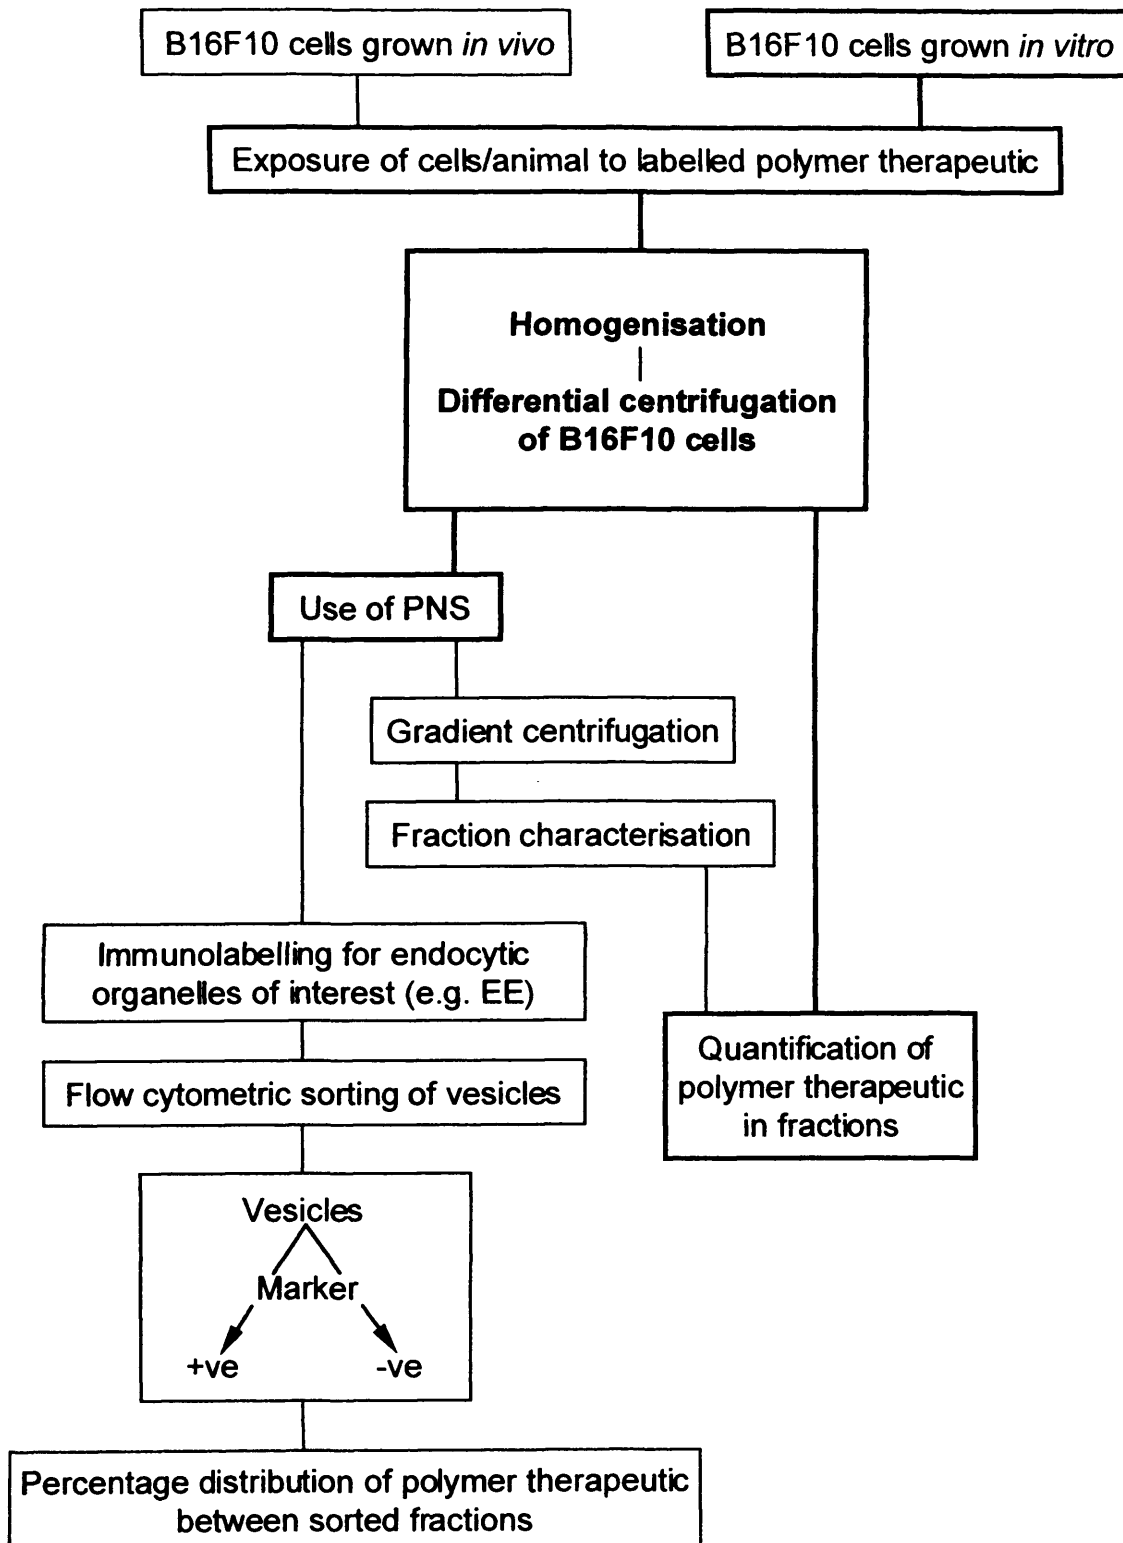 B16F10 cells grown in vivo
B16F10 cells grown in vitro
Exposure of cells/animal to labelled polymer therapeutic
Homogenisation
Differential centrifugation
of B16F10 cells
Use of PNS
Gradient centrifugation
Fraction characterisation
Immunolabelling for endocytic
organelles of interest (e.g. EE)
Quantification of
polymer therapeutic
in fractions
Flow cytometric sorting of vesicles
Vesicles
Marker
+ve
-ve
Percentage distribution of polymer therapeutic
between sorted fractions